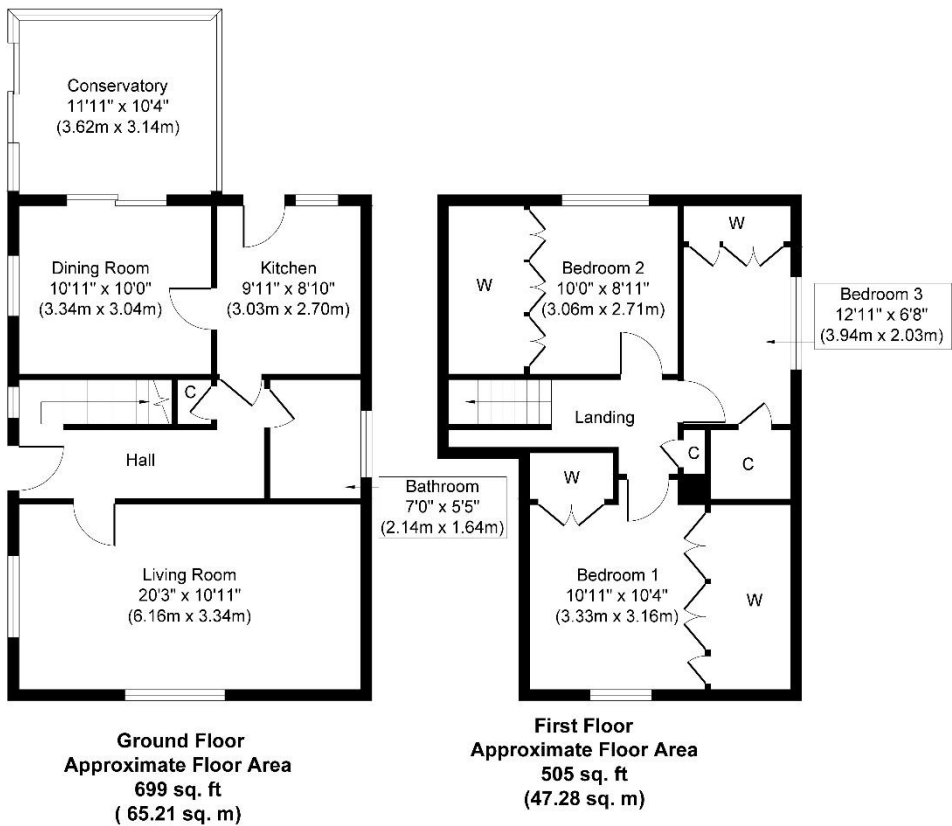 Conservatory
11'11" x 10'4"
(3.62m x 3.14m)
Dining Room
10'11" x 10'0"
(3.34m x 3.04m)
Kitchen
9'11" x 8'10"
(3.03m x 2.70m)
C
Hall
Bathroom
7'0" x 5'5"
(2.14m x 1.64m)
Living Room
20'3" x 10'11"
(6.16m x 3.34m)
Ground Floor
Approximate Floor Area
699 sq. ft
( 65.21 sq. m)
W
Bedroom 2
10'0" x 8'11"
(3.06m x 2.71m)
W
Bedroom 3
12'11" x 6'8"
(3.94m x 2.03m)
Landing
C
C
W
Bedroom 1
10'11" x 10'4"
(3.33m x 3.16m)
W
First Floor
Approximate Floor Area
505 sq. ft
(47.28 sq. m)